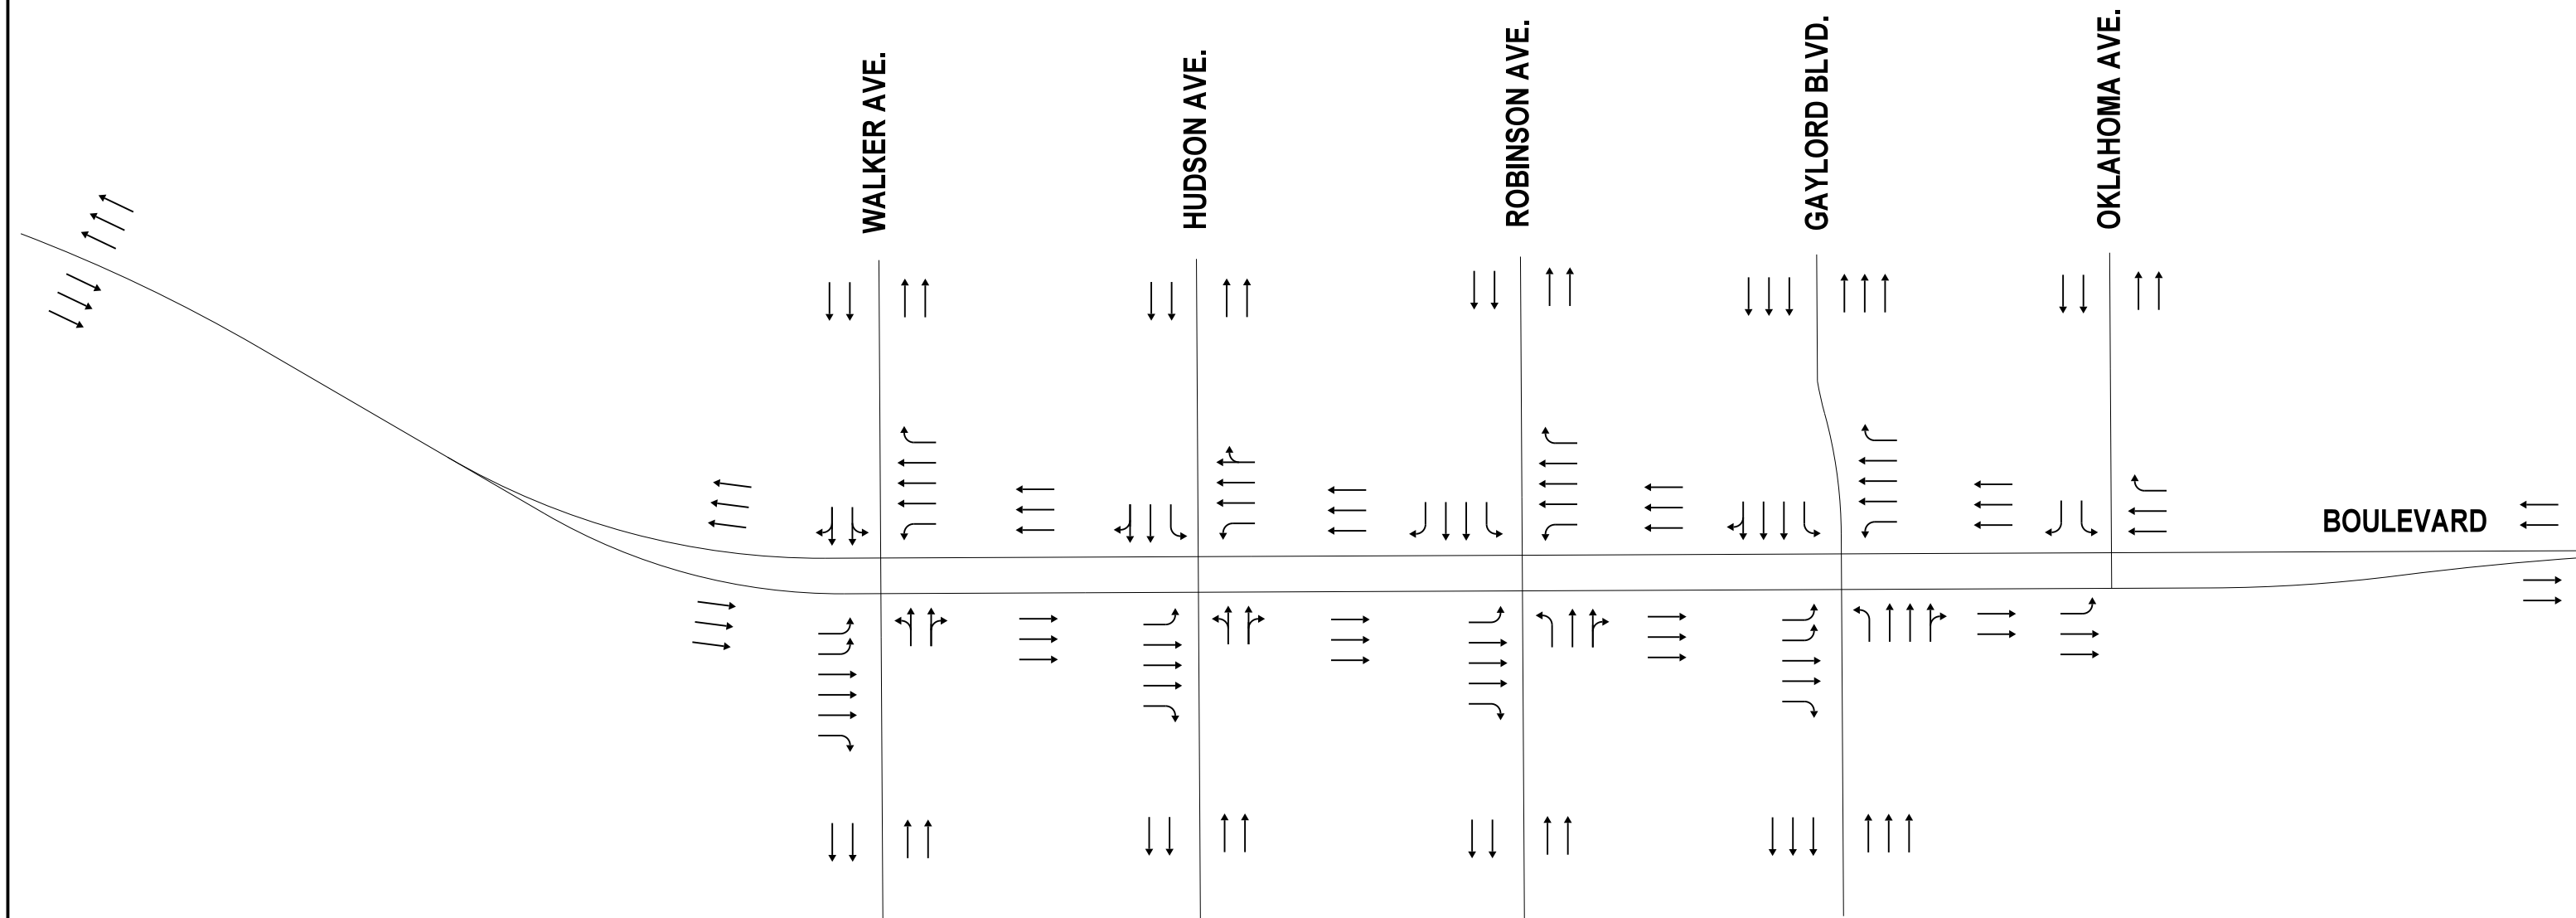 WALKER AVE.
HUDSON AVE.
ROBINSON AVE.
GAYLORD BLVD.
OKLAHOMA AVE.
BOULEVARD